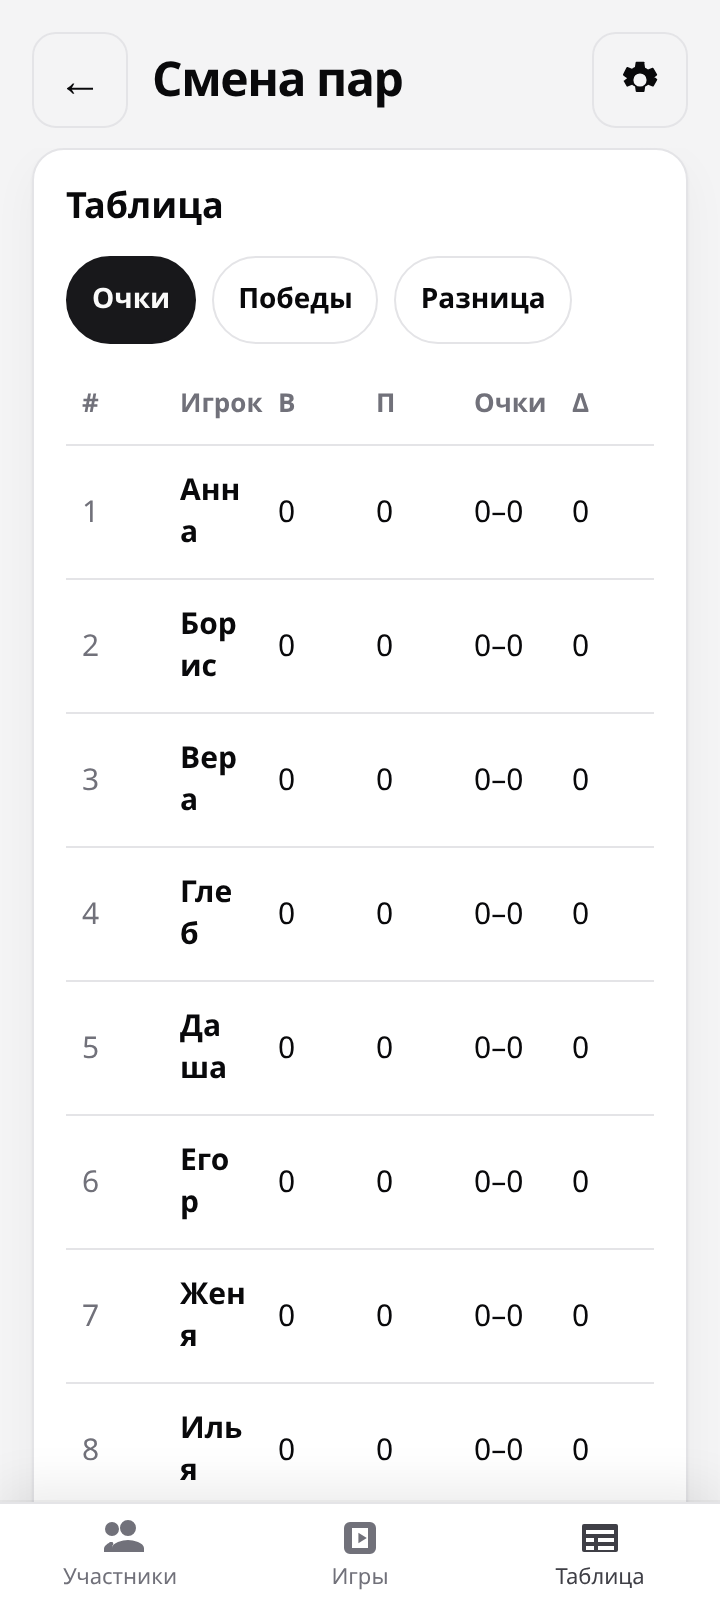 ← Смена пар
Таблица
Очки Победы Разница
# Игрок В П Очки Δ
1 Анн
а 0 0 0–0 0
2 Бор
ис 0 0 0–0 0
3 Вер
а 0 0 0–0 0
4 Гле
б 0 0 0–0 0
5 Да
ша 0 0 0–0 0
6 Его
р 0 0 0–0 0
7 Жен
я 0 0 0–0 0
8 Иль
я 0 0 0–0 0
Участники Игры Таблица